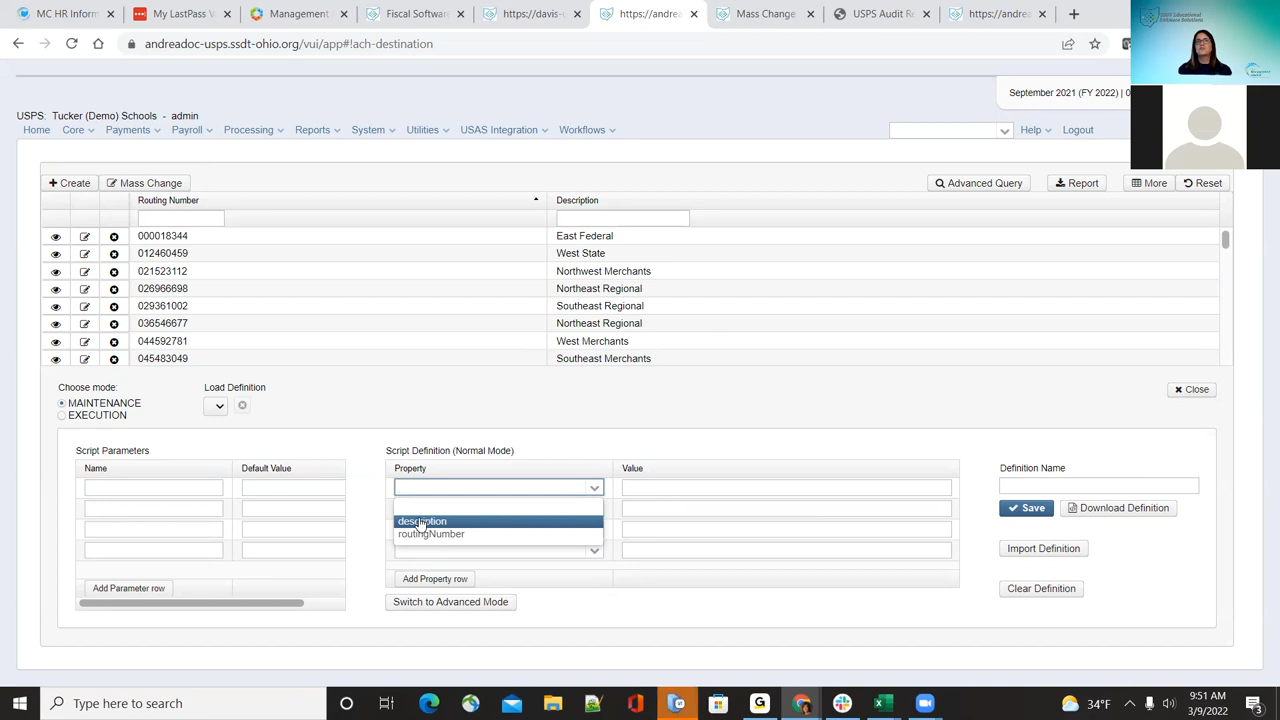 MC HR Inform
My LastPass V
Management
Fiscal Softwar
https://davis-u
https://andrea
Mass Change
USPS Audit R
https://andrea
andreadoc-usps.ssdt-ohio.org/vui/app#!ach-destination
September 2021 (FY 2022) | 0
USPS: Tucker (Demo) Schools - admin
Home Core Payments Payroll Processing Reports System Utilities USAS Integration Workflows Help Logout
Create Mass Change Advanced Query Report More Reset
Routing Number Description
000018344 East Federal
012460459 West State
021523112 Northwest Merchants
026966698 Northeast Regional
029361002 Southeast Regional
036546677 Northeast Regional
044592781 West Merchants
045483049 Southeast Merchants
Choose mode: Load Definition
MAINTENANCE
EXECUTION
Close
Script Parameters Script Definition (Normal Mode)
Name Default Value Property Value Definition Name
description
routingNumber
Save Download Definition
Import Definition
Add Parameter row Add Property row Clear Definition
Switch to Advanced Mode
Type here to search
34°F
9:51 AM
3/9/2022
3